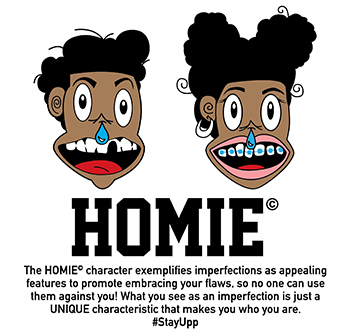 HOMIE©
The HOMIE© character exemplifies imperfections as appealing
features to promote embracing your flaws, so no one can use
them against you! What you see as an imperfection is just a
UNIQUE characteristic that makes you who you are.
#StayUpp